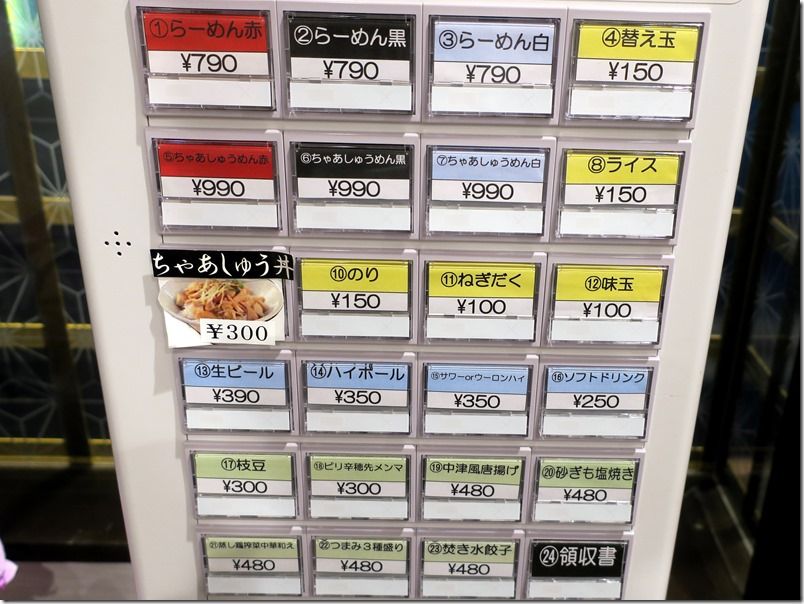 ①らーめん赤
¥790
②らーめん黒
¥790
③らーめん白
¥790
④替え玉
¥150
⑤ちゃあしゅうめん赤
¥990
⑥ちゃあしゅうめん黒
¥990
⑦ちゃあしゅうめん白
¥990
⑧ライス
¥150
ちゃあしゅう丼
¥300
⑩のり
¥150
⑪ねぎだく
¥100
⑫味玉
¥100
⑬生ビール
¥390
⑭ハイボール
¥350
⑮サワーorウーロンハイ
¥350
⑯ソフトドリンク
¥250
⑰枝豆
¥300
⑱ピリ辛穂先メンマ
¥300
⑲中津風唐揚げ
¥480
⑳砂ぎも塩焼き
¥480
㉑蒸し鶏搾菜中華和え
¥480
㉒つまみ3種盛り
¥480
㉓焚き水餃子
¥480
㉔領収書